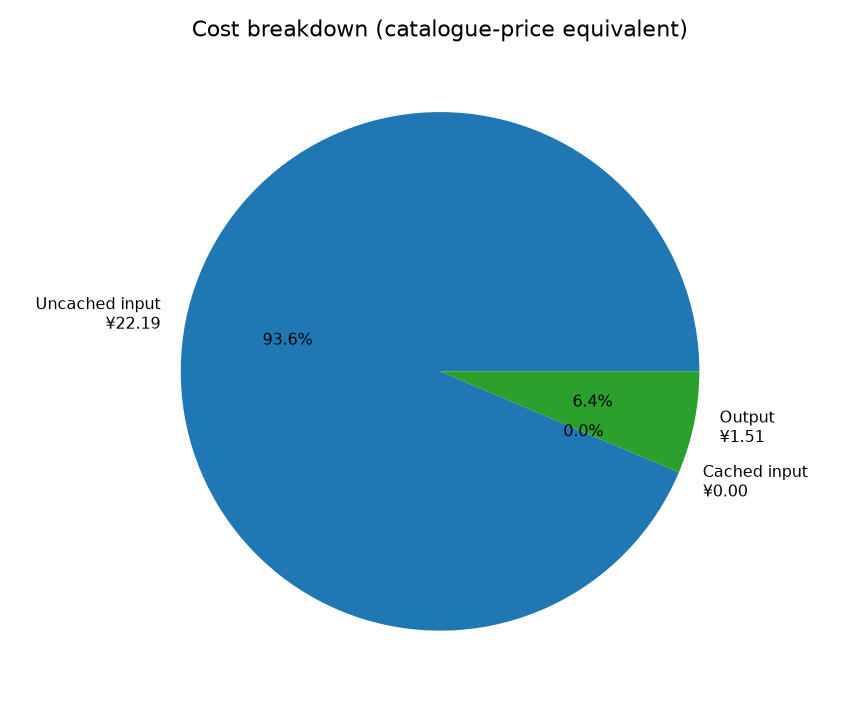 Cost breakdown (catalogue-price equivalent)
Uncached input
¥22.19
93.6%
6.4%
0.0%
Output
¥1.51
Cached input
¥0.00